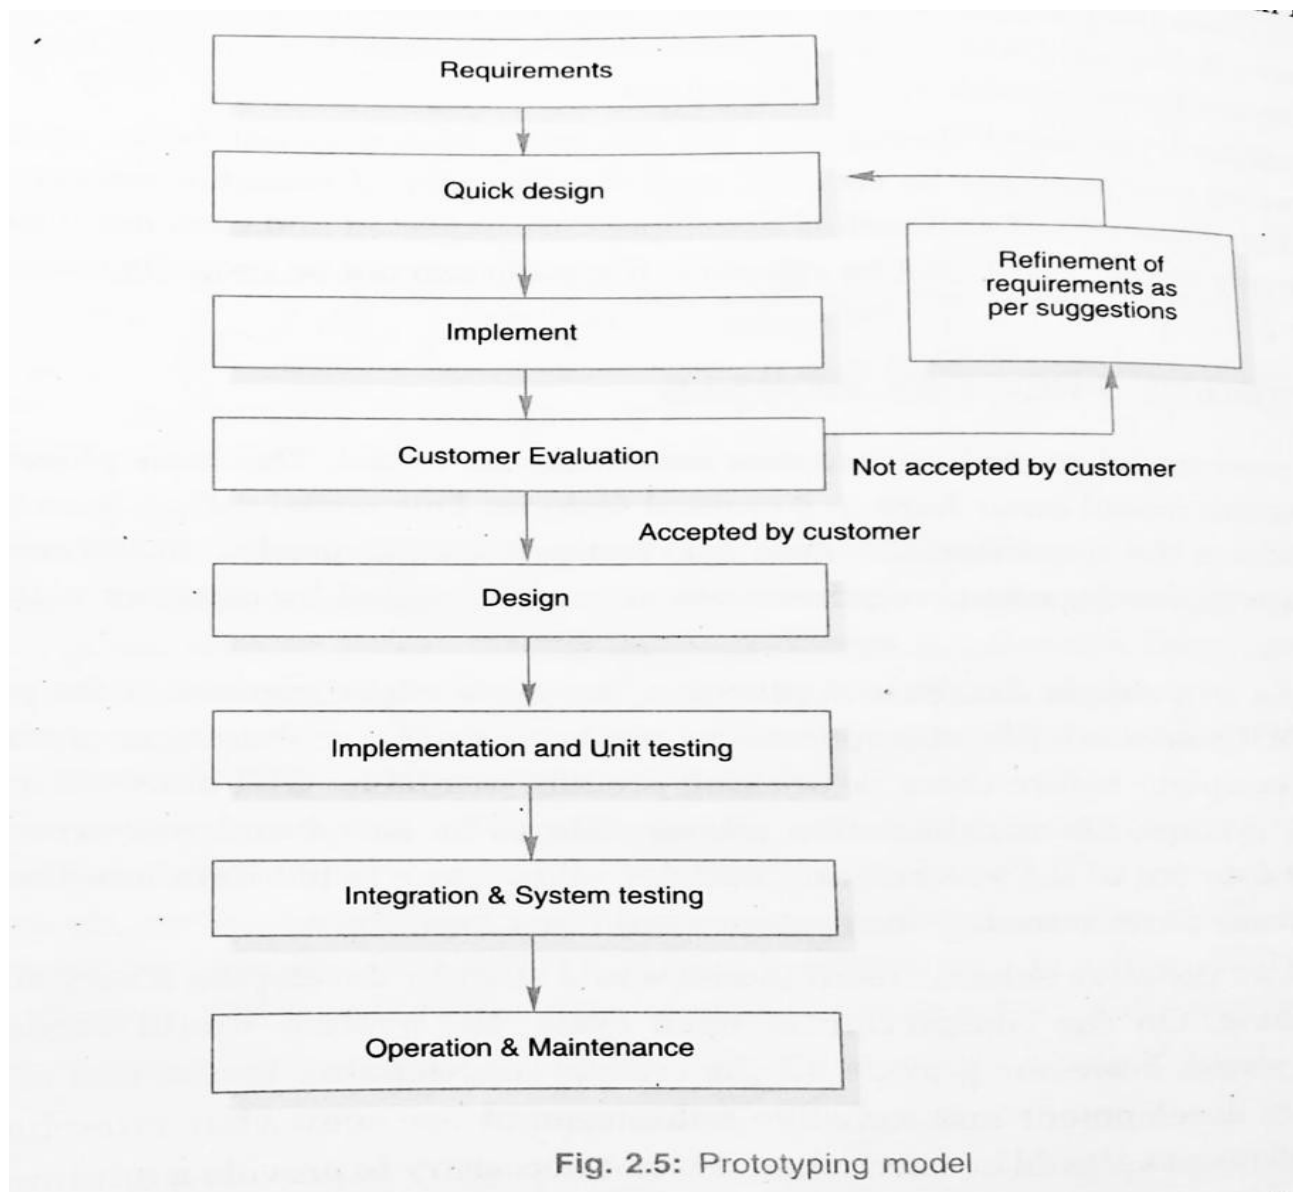 Requirements
Quick design
Refinement of
requirements as
per suggestions
Implement
Customer Evaluation
Not accepted by customer
Accepted by customer
Design
Implementation and Unit testing
Integration & System testing
Operation & Maintenance
Fig. 2.5: Prototyping model